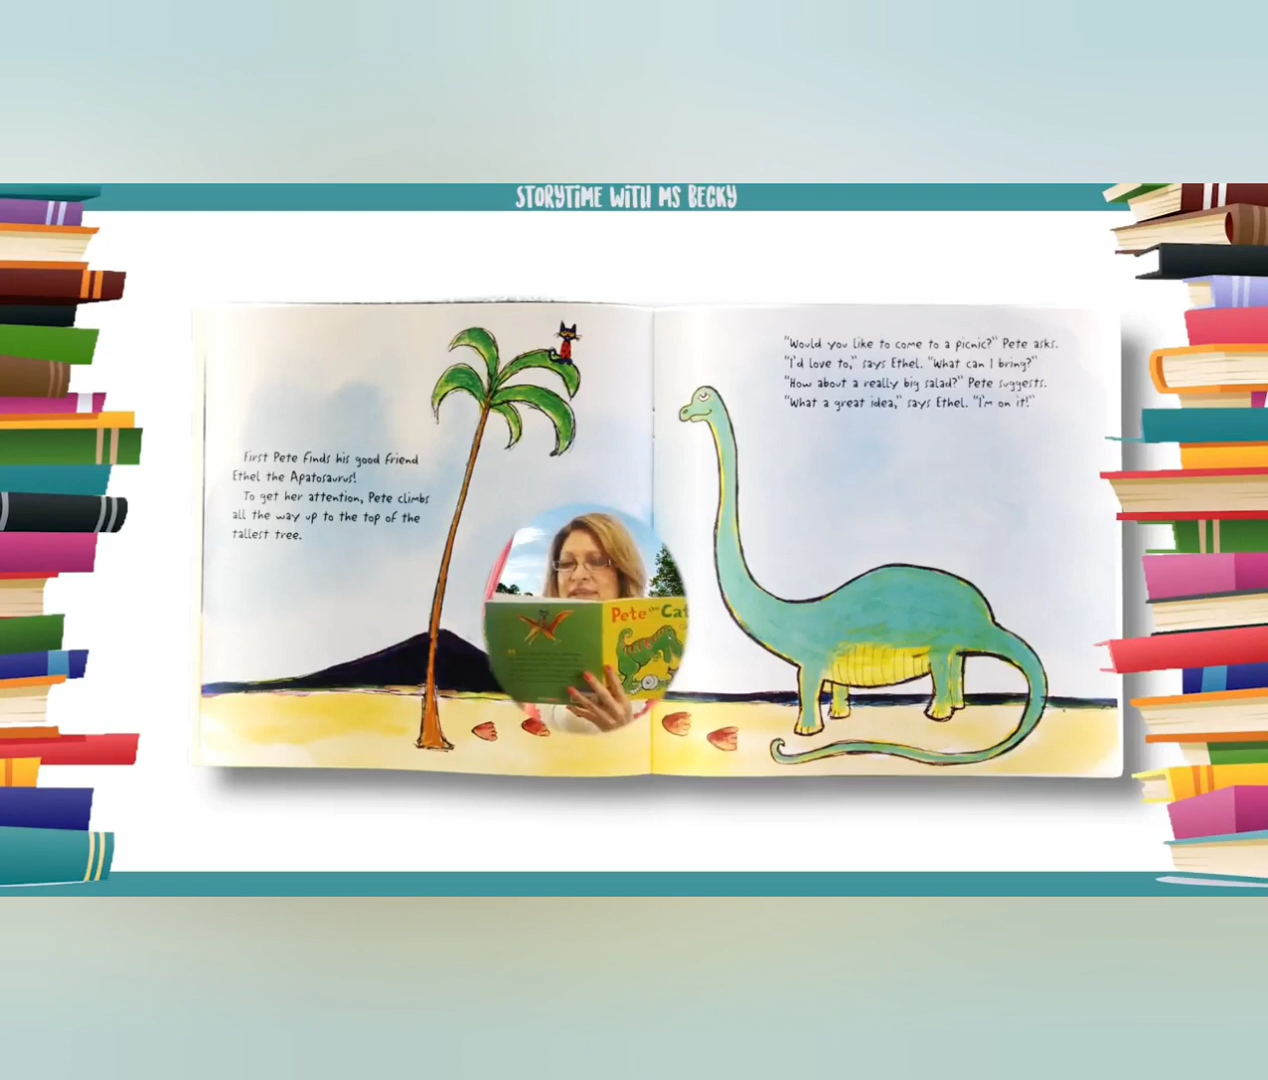 STORYTIME WITH MS BECKY
First Pete finds his good friend
Ethel the Apatosaurus!
To get her attention, Pete climbs
all the way up to the top of the
tallest tree.
"Would you like to come to a picnic?" Pete asks.
"I'd love to," says Ethel. "What can I bring?"
"How about a really big salad?" Pete suggests.
"What a great idea," says Ethel. "I'm on it!"
Pete the Cat